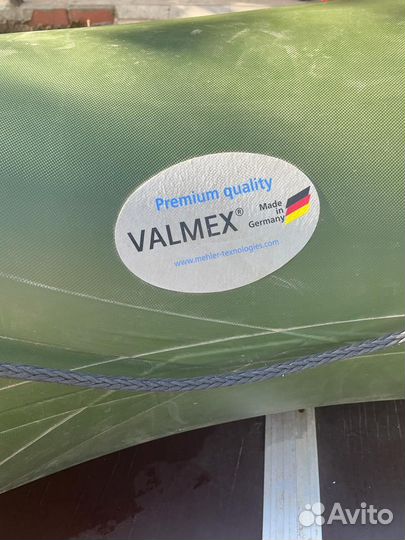 Premium quality
VALMEX®
Made
in
Germany
www.mehler-texnologies.com
Avito